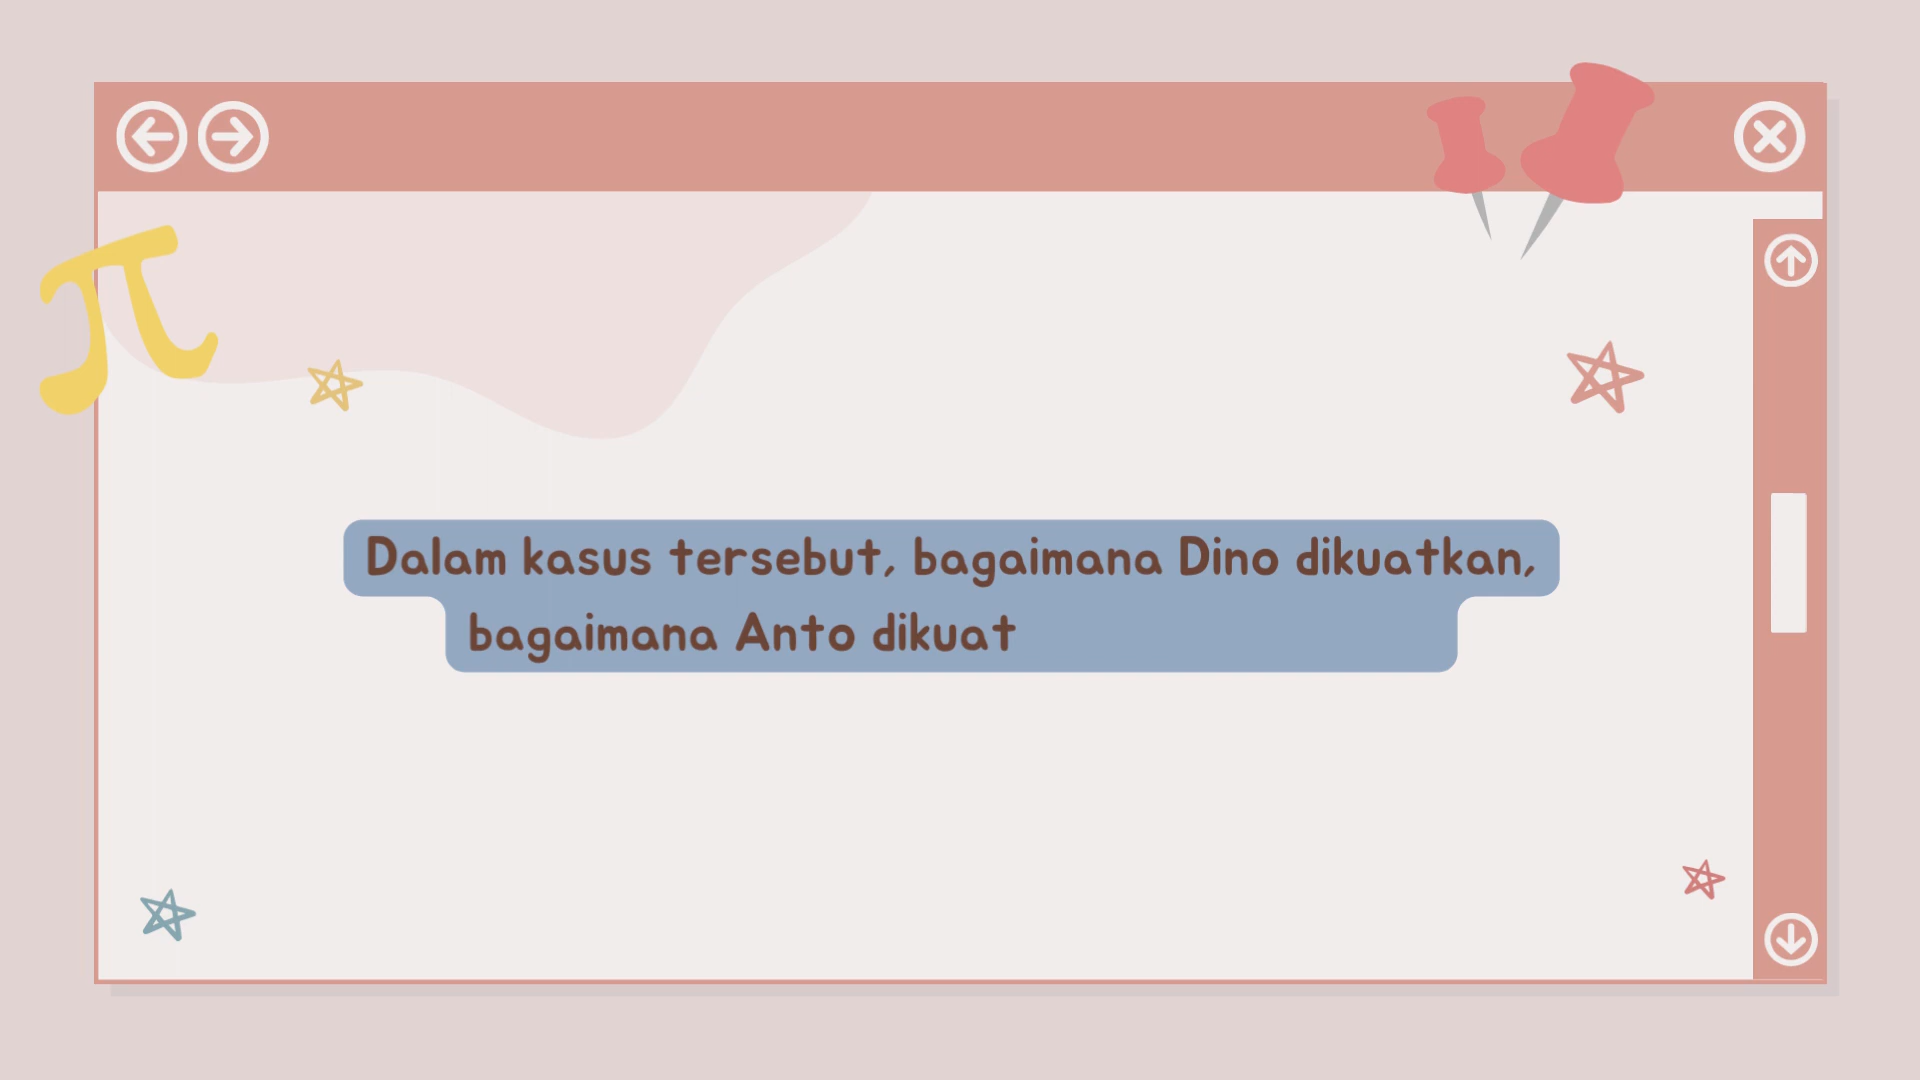 Dalam kasus tersebut, bagaimana Dino dikuatkan,
bagaimana Anto dikuat